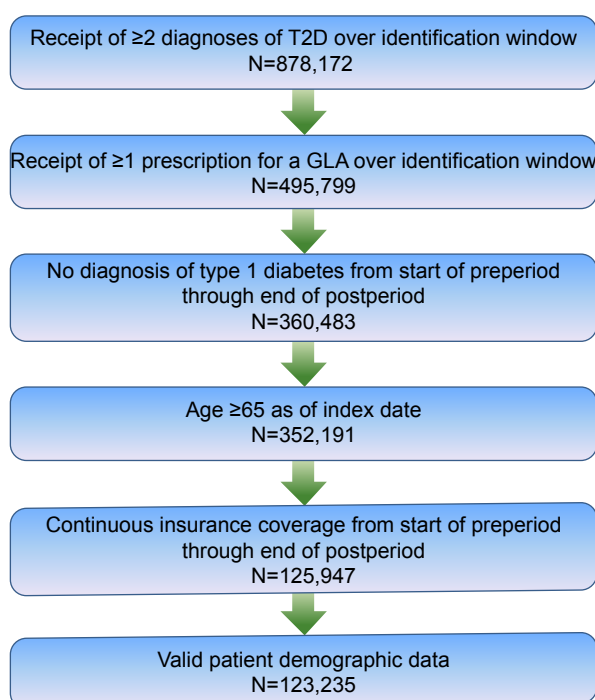 Receipt of ≥2 diagnoses of T2D over identification window
N=878,172
Receipt of ≥1 prescription for a GLA over identification window
N=495,799
No diagnosis of type 1 diabetes from start of preperiod
through end of postperiod
N=360,483
Age ≥65 as of index date
N=352,191
Continuous insurance coverage from start of preperiod
through end of postperiod
N=125,947
Valid patient demographic data
N=123,235